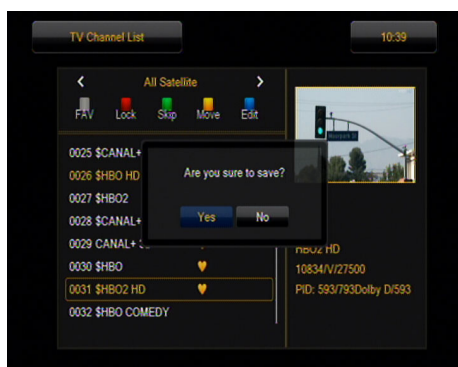 TV Channel List
10:39
All Satellite
FAV Lock Skip Move Edit
Moorpark St
0025 $CANAL+
0026 $HBO HD
0027 $HBO2
0028 $CANAL+
0029 CANAL+
0030 $HBO
0031 $HBO2 HD
0032 $HBO COMEDY
Are you sure to save?
Yes No
HBO2 HD
10834/V/27500
PID: 593/793Dolby D/593